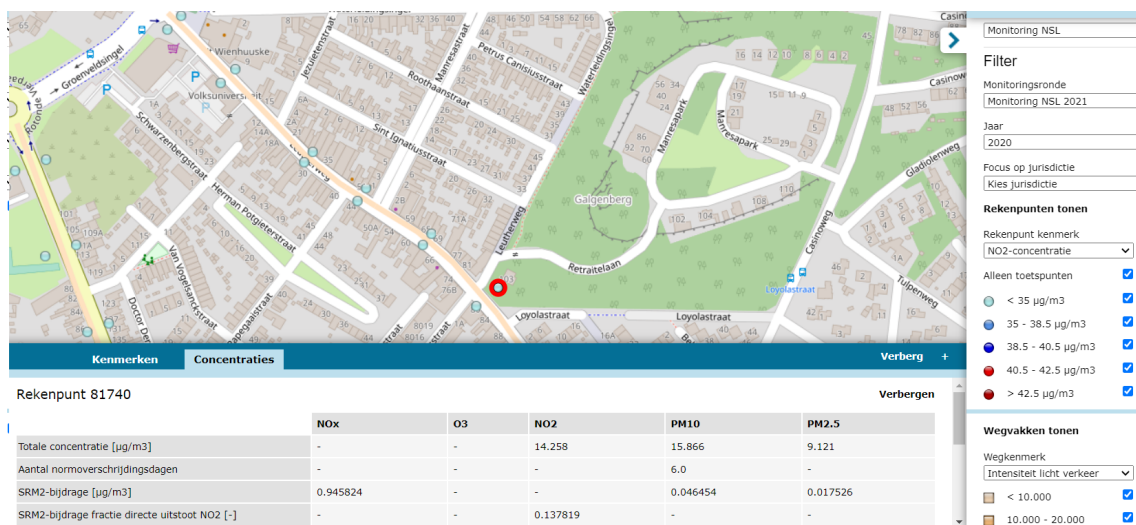 Groenveldsingel
't Wienhuuske
Volksuniversiteit
Jezuïetenstraat
Manresastraat
Petrus Canisiusstraat
Waterleidingsingel
Roothaanstraat
Sint Ignatiusstraat
Schwarzenbergstraat
Herman Potgieterstraat
Van Vogelsanckstraat
Leutherweg
Galgenberg
Manresapark
Manresapark
Retraitelaan
Casinoweg
Gladiolenweg
Tulpenweg
Loyolastraat
Loyolastraat
Loyolastraat
Monitoring NSL
Filter
Monitoringsronde
Monitoring NSL 2021
Jaar
2020
Focus op jurisdictie
Kies jurisdictie
Rekenpunten tonen
Rekenpunt kenmerk
NO2-concentratie
Alleen toetspunten
< 35 μg/m3
35 - 38.5 μg/m3
38.5 - 40.5 μg/m3
40.5 - 42.5 μg/m3
> 42.5 μg/m3
Wegvakken tonen
Wegkenmerk
Intensiteit licht verkeer
< 10.000
10.000 - 20.000
Kenmerken Concentraties Verberg +
Rekenpunt 81740 Verbergen
NOx O3 NO2 PM10 PM2.5
Totale concentratie [μg/m3] - - 14.258 15.866 9.121
Aantal normoverschrijdingsdagen - - - 6.0 -
SRM2-bijdrage [μg/m3] 0.945824 - - 0.046454 0.017526
SRM2-bijdrage fractie directe uitstoot NO2 [-] - - 0.137819 - -